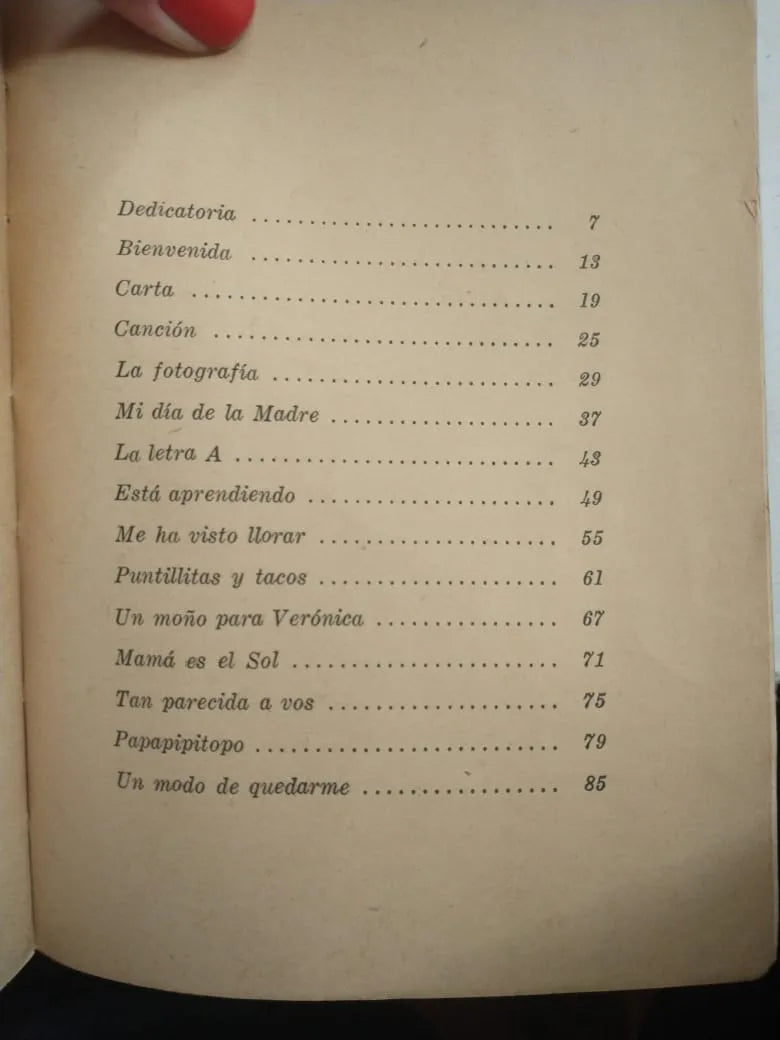 Dedicatoria ............................ 7
Bienvenida ............................ 13
Carta ................................. 19
Canción ............................... 25
La fotografía .......................... 29
Mi día de la Madre ..................... 37
La letra A ............................. 43
Está aprendiendo ....................... 49
Me ha visto llorar ...................... 55
Puntillitas y tacos ..................... 61
Un moño para Verónica .................. 67
Mamá es el Sol ......................... 71
Tan parecida a vos ..................... 75
Papapipitopo ........................... 79
Un modo de quedarme ................... 85